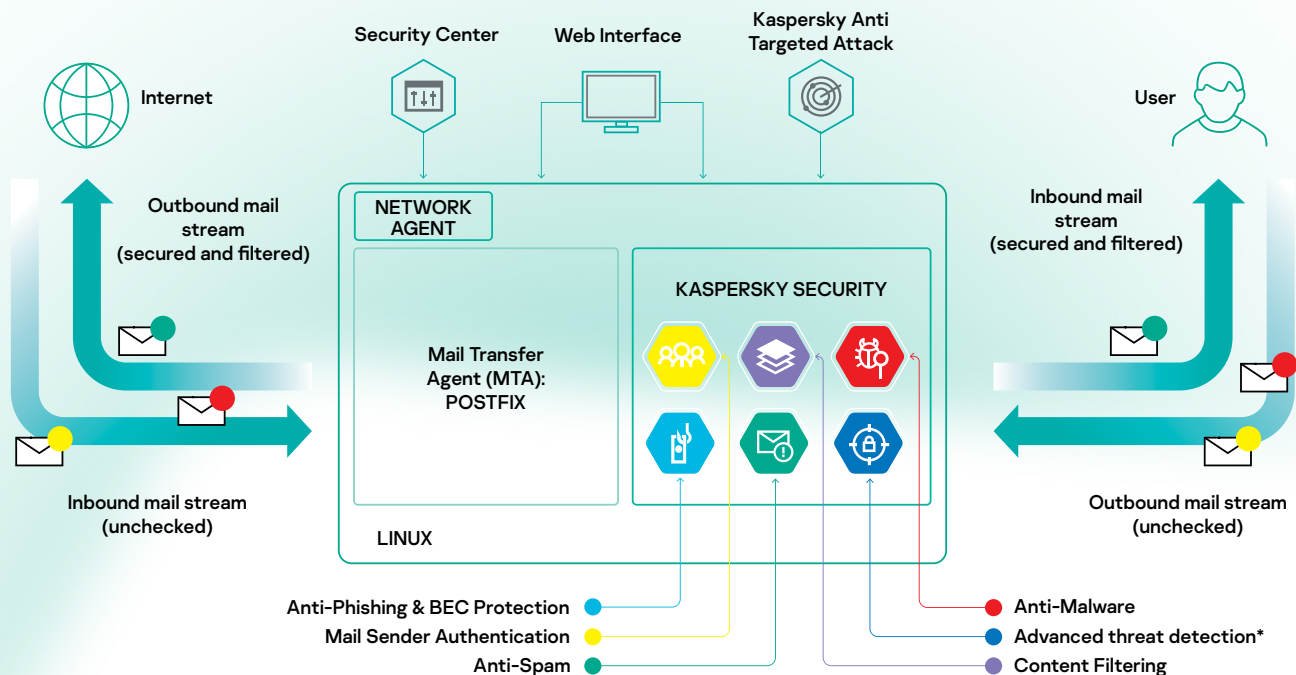 Security Center
Web Interface
Kaspersky Anti
Targeted Attack
Internet
User
Outbound mail
stream
(secured and filtered)
Inbound mail
stream
(secured and filtered)
NETWORK
AGENT
KASPERSKY SECURITY
Mail Transfer
Agent (MTA):
POSTFIX
Inbound mail stream
(unchecked)
Outbound mail stream
(unchecked)
LINUX
Anti-Phishing & BEC Protection
Mail Sender Authentication
Anti-Spam
Anti-Malware
Advanced threat detection*
Content Filtering